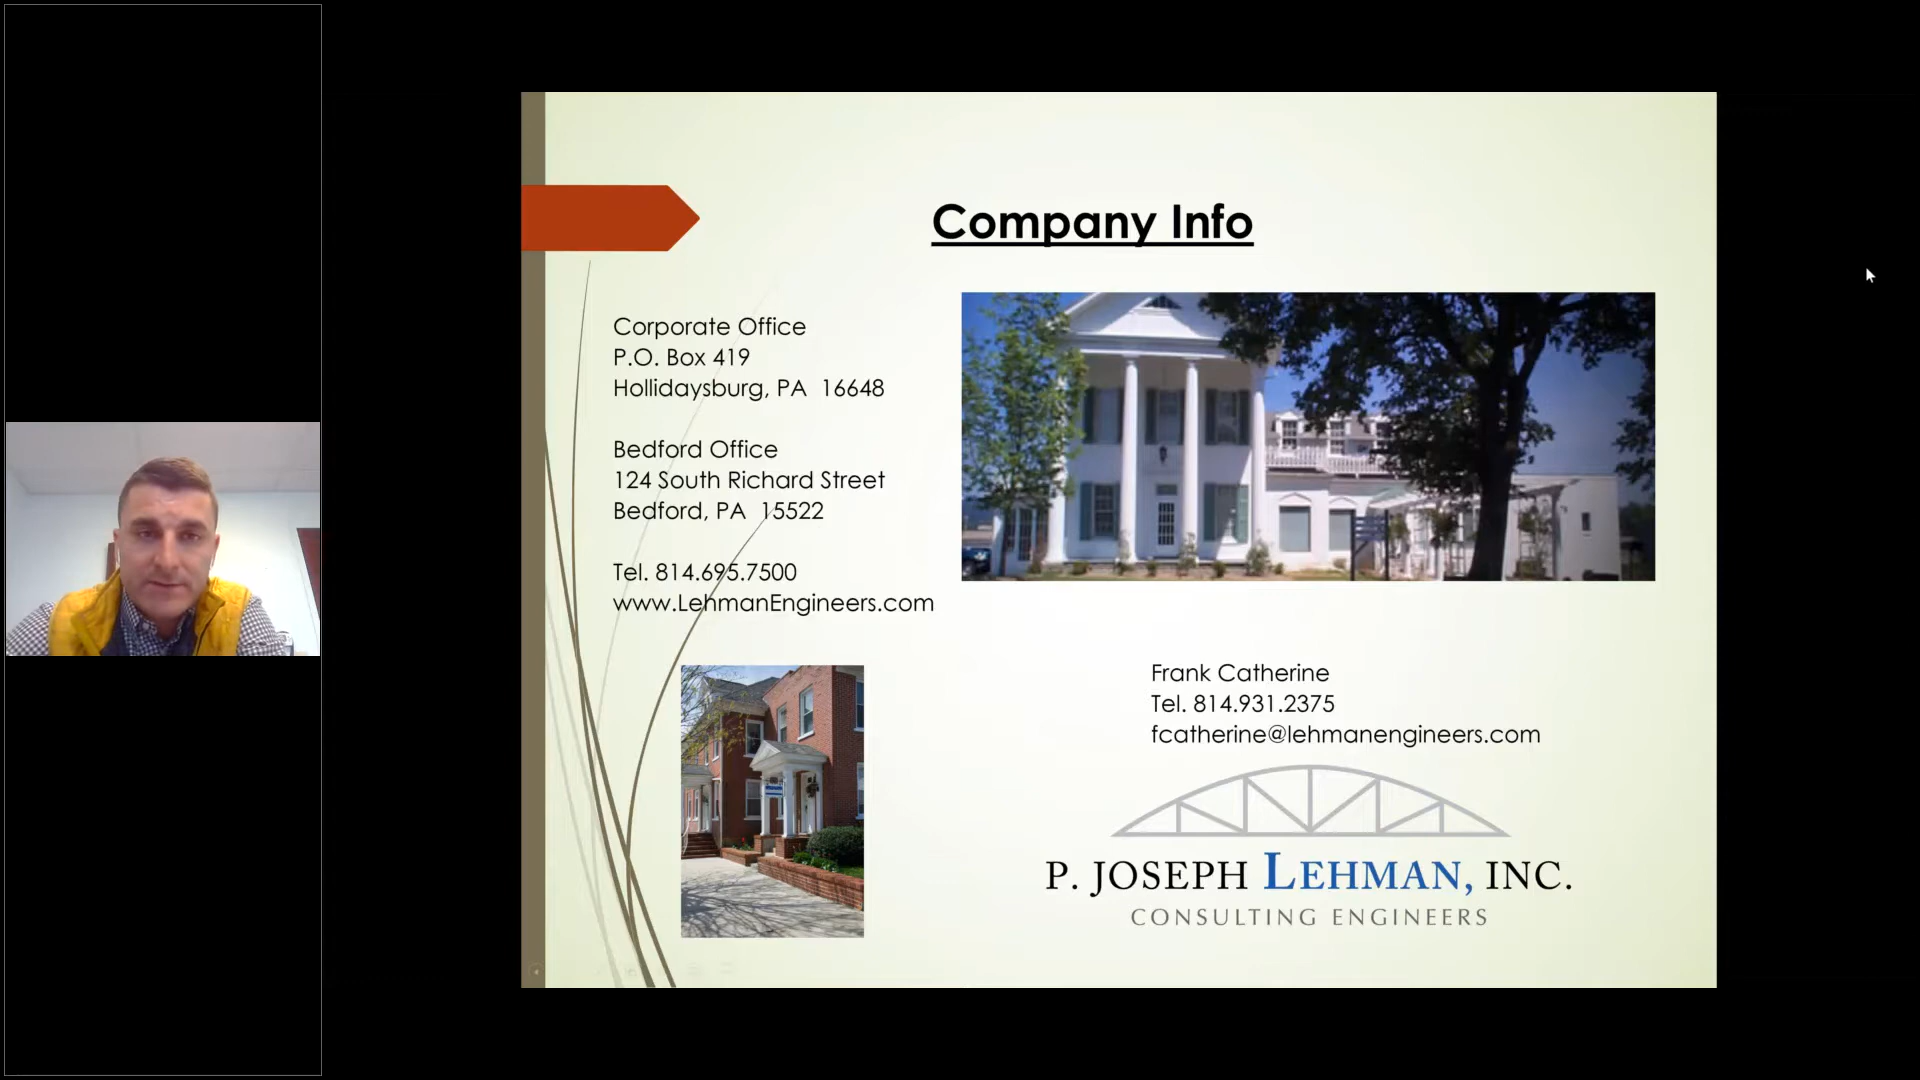 Company Info
Corporate Office
P.O. Box 419
Hollidaysburg, PA 16648
Bedford Office
124 South Richard Street
Bedford, PA 15522
Tel. 814.695.7500
www.LehmanEngineers.com
Frank Catherine
Tel. 814.931.2375
fcatherine@lehmanengineers.com
P. JOSEPH LEHMAN, INC.
CONSULTING ENGINEERS